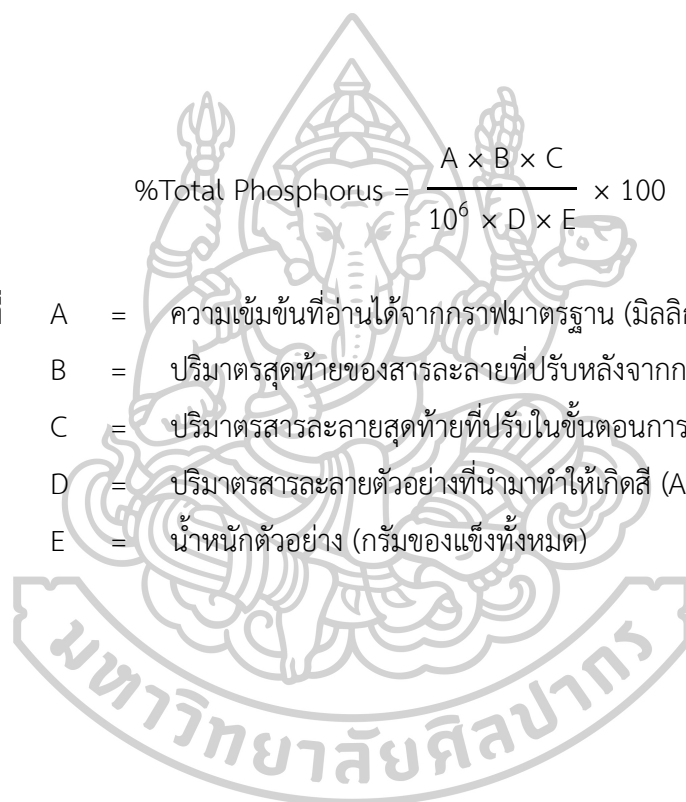 %Total Phosphorus = A × B × C / 10⁶ × D × E × 100
A = ความเข้มข้นที่อ่านได้จากกราฟมาตรฐาน
B = ปริมาตรสุดท้ายของสารละลายที่ปรับหลังจาก
C = ปริมาตรสารละลายสุดท้ายที่ปรับในขั้นตอนการ
D = ปริมาตรสารละลายตัวอย่างที่นำมาทำให้เกิดสี (A
E = น้ำหนักตัวอย่าง (กรัมของแข็งทั้งหมด)
มหาวิทยาลัยศิลปากร